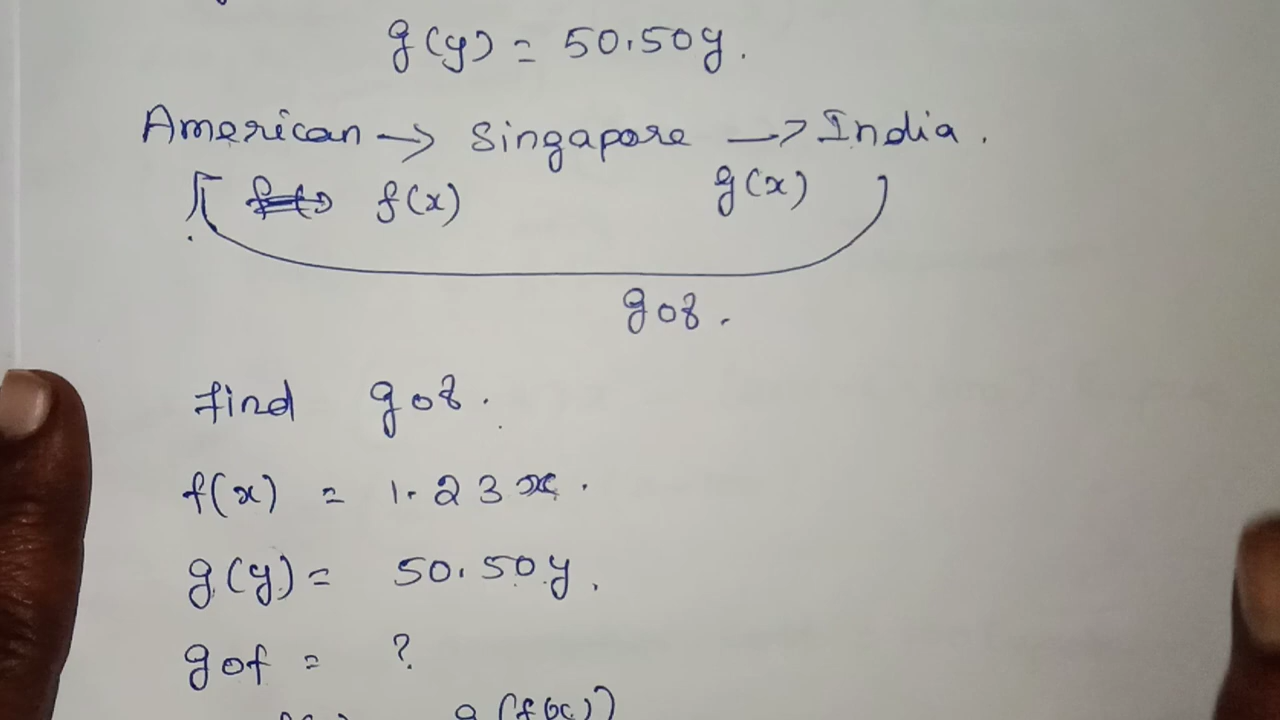 g(y) = 50.50y.
American → Singapore → India.
f(x) g(x)
gof.
find gof.
f(x) = 1.23x.
g(y) = 50.50y.
gof = ?
g(f(x))